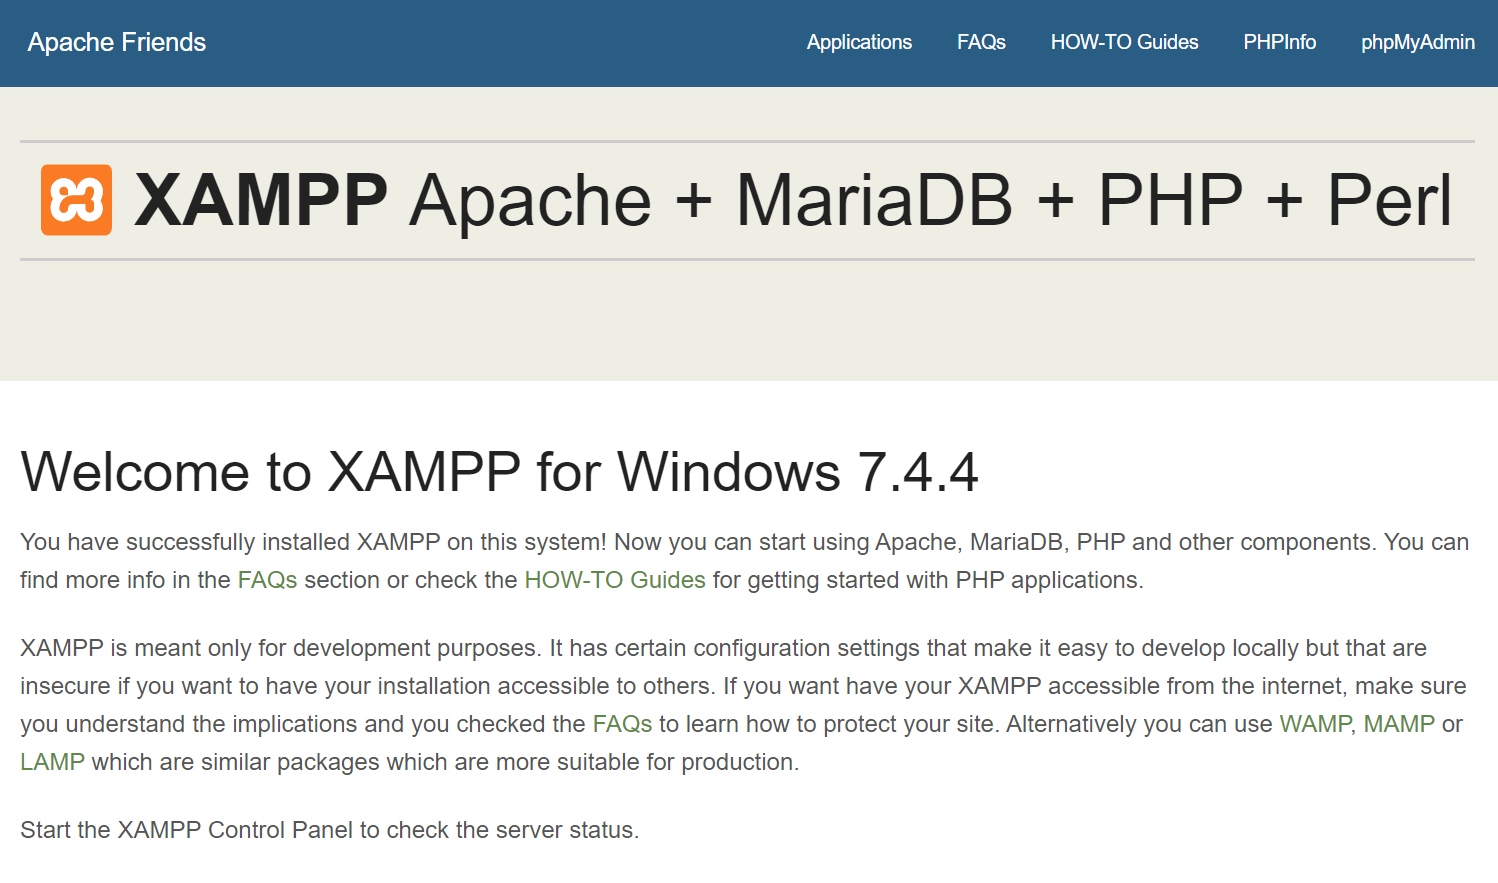 Apache Friends
Applications FAQs HOW-TO Guides PHPInfo phpMyAdmin
XAMPP Apache + MariaDB + PHP + Perl
Welcome to XAMPP for Windows 7.4.4
You have successfully installed XAMPP on this system! Now you can start using Apache, MariaDB, PHP and other components. You can
find more info in the FAQs section or check the HOW-TO Guides for getting started with PHP applications.
XAMPP is meant only for development purposes. It has certain configuration settings that make it easy to develop locally but that are
insecure if you want to have your installation accessible to others. If you want have your XAMPP accessible from the internet, make sure
you understand the implications and you checked the FAQs to learn how to protect your site. Alternatively you can use WAMP, MAMP or
LAMP which are similar packages which are more suitable for production.
Start the XAMPP Control Panel to check the server status.